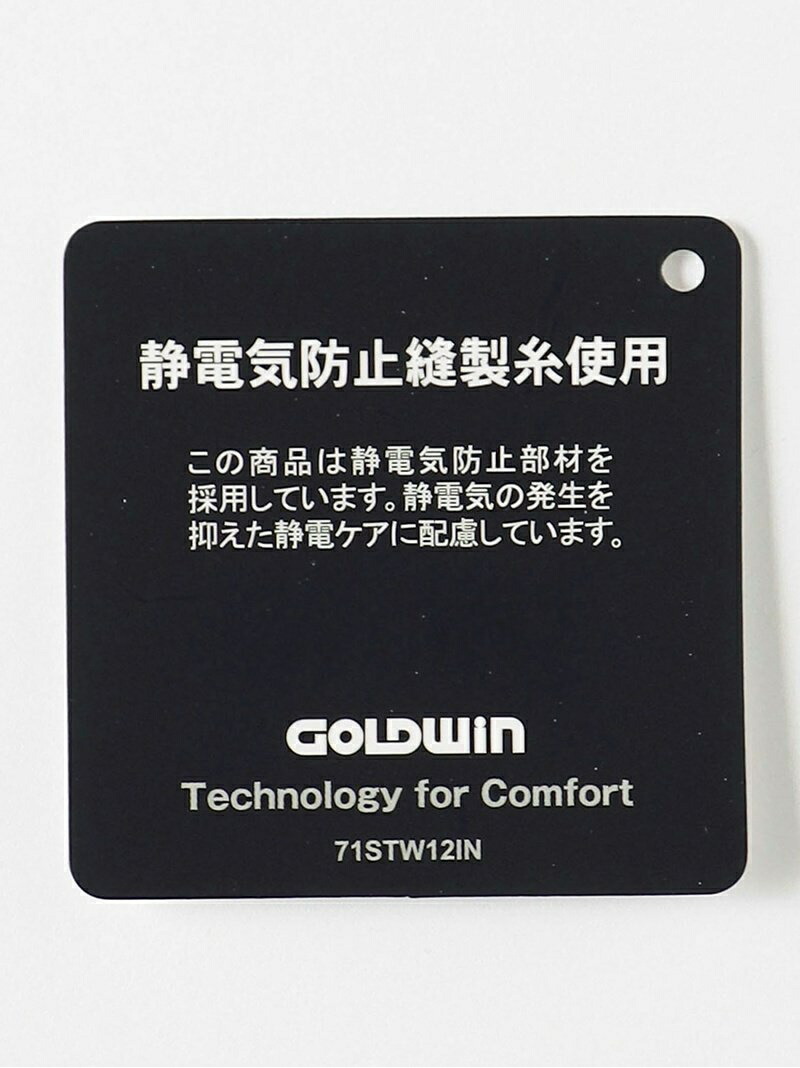 静電気防止縫製糸使用
この商品は静電気防止部材を
採用しています。静電気の発生を
抑えた静電ケアに配慮しています。
GOLDWIN
Technology for Comfort
71STW12IN